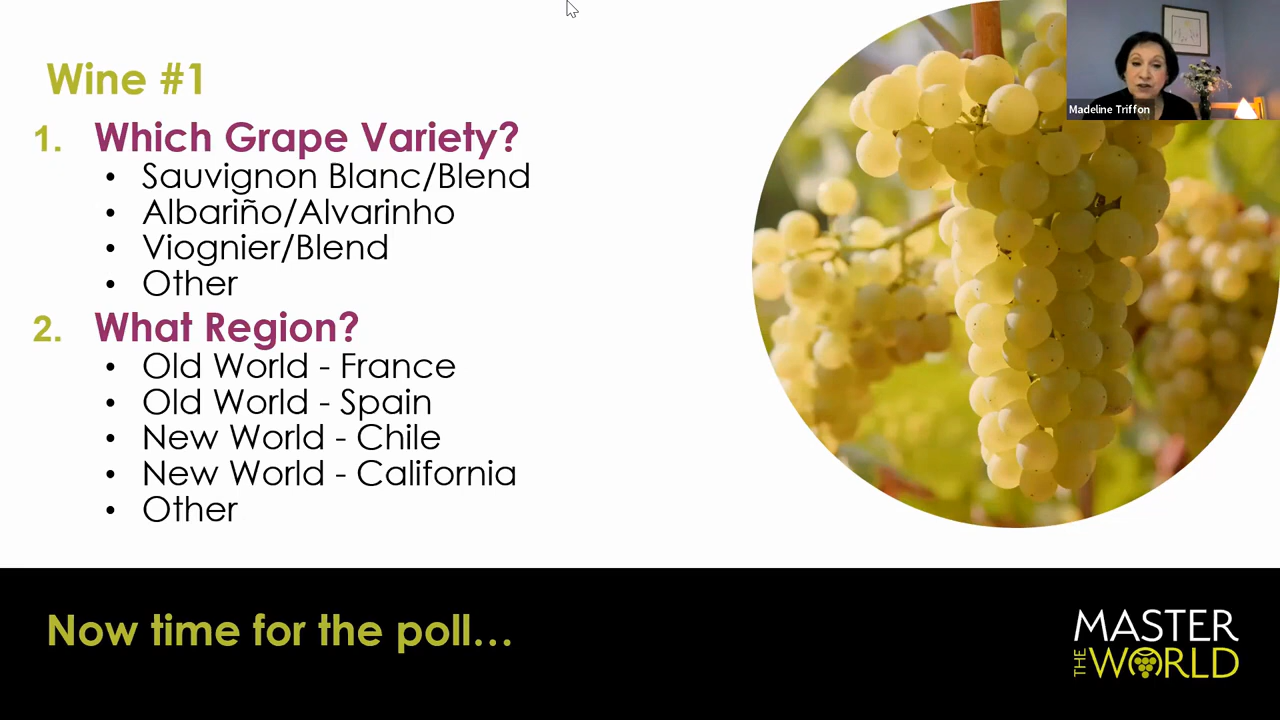 Wine #1
1. Which Grape Variety?
• Sauvignon Blanc/Blend
• Albariño/Alvarinho
• Viognier/Blend
• Other
2. What Region?
• Old World - France
• Old World - Spain
• New World - Chile
• New World - California
• Other
Madeline Triffon
Now time for the poll...
MASTER
THE WORLD